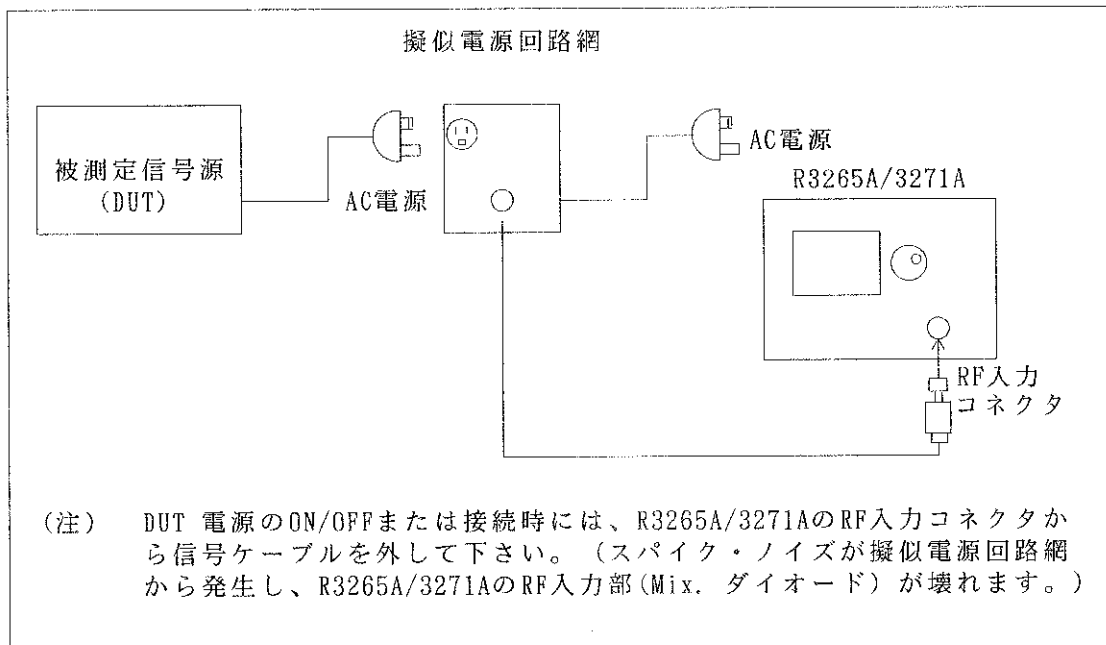 擬似電源回路網
被測定信号源
(DUT)
AC電源
AC電源
R3265A/3271A
RF入力
コネクタ
(注) DUT 電源のON/OFFまたは接続時には、R3265A/3271AのRF入力コネクタか
ら信号ケーブルを外して下さい。（スパイク・ノイズが擬似電源回路網
から発生し、R3265A/3271AのRF入力部(Mix. ダイオード) が壊れます。)